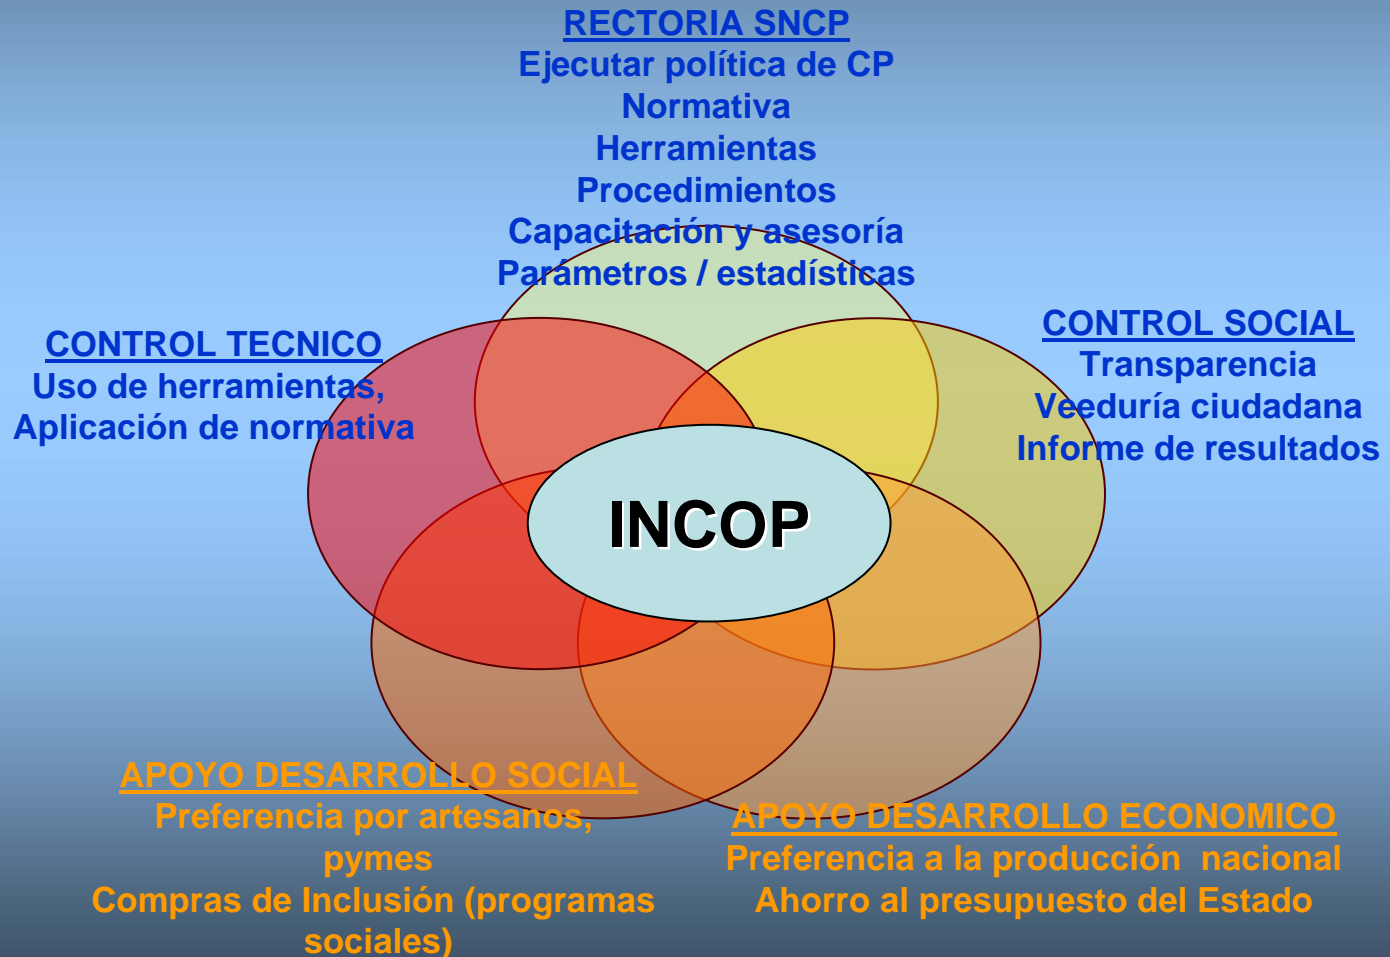 RECTORIA SNCP
Ejecutar política de CP
Normativa
Herramientas
Procedimientos
Capacitación y asesoría
Parámetros / estadísticas
CONTROL TECNICO
Uso de herramientas,
Aplicación de normativa
CONTROL SOCIAL
Transparencia
Veeduría ciudadana
Informe de resultados
INCOP
APOYO DESARROLLO SOCIAL
Preferencia por artesanos,
pymes
Compras de Inclusión (programas
sociales)
APOYO DESARROLLO ECONOMICO
Preferencia a la producción nacional
Ahorro al presupuesto del Estado